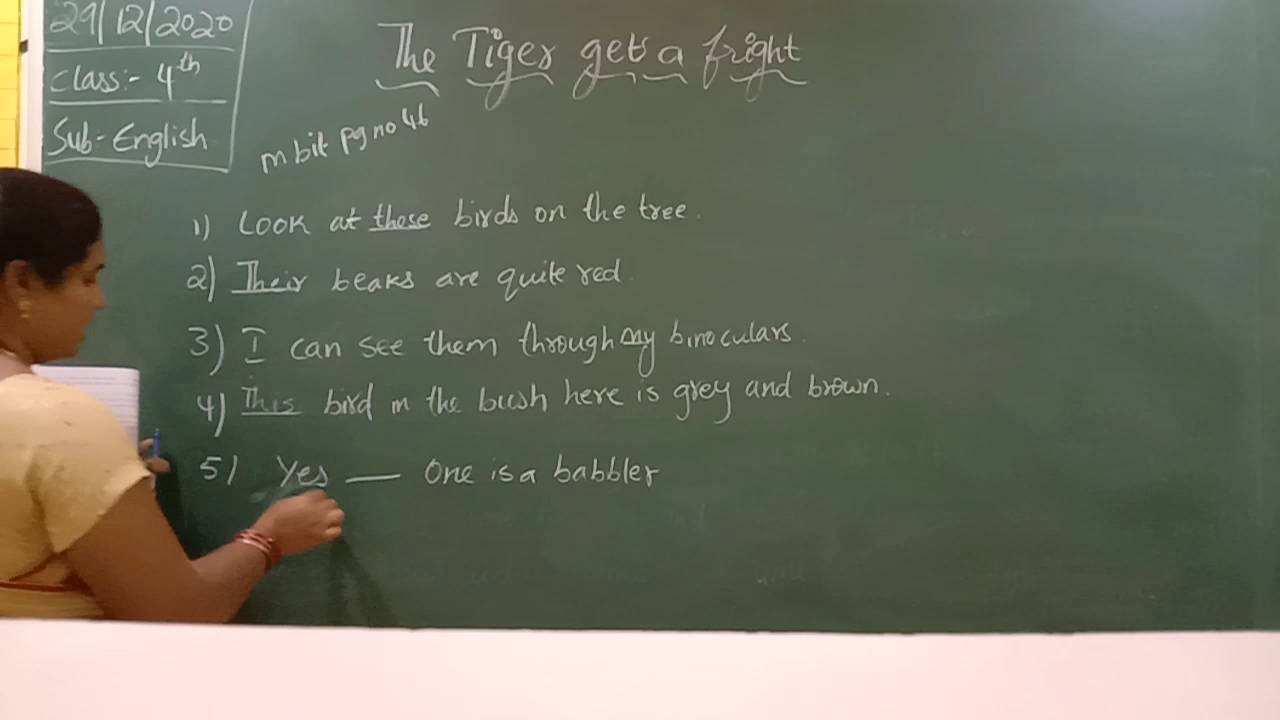 29/12/2020
Class:- 4th
Sub:- English
The Tiger gets a fright
m bit pg no 46
1) Look at these birds on the tree.
2) Their beaks are quite red.
3) I can see them through my binoculars.
4) This bird in the bush here is grey and brown.
5) Yes — One is a babbler